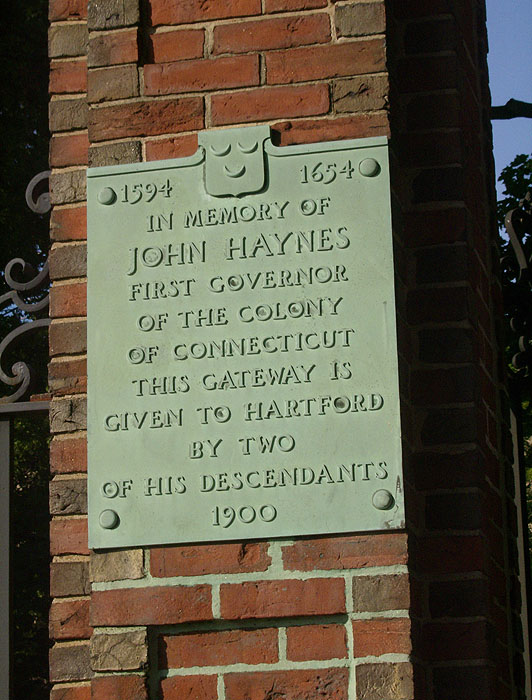 1594 1654
IN MEMORY OF
JOHN HAYNES
FIRST GOVERNOR
OF THE COLONY
OF CONNECTICUT
THIS GATEWAY IS
GIVEN TO HARTFORD
BY TWO
OF HIS DESCENDANTS
1900